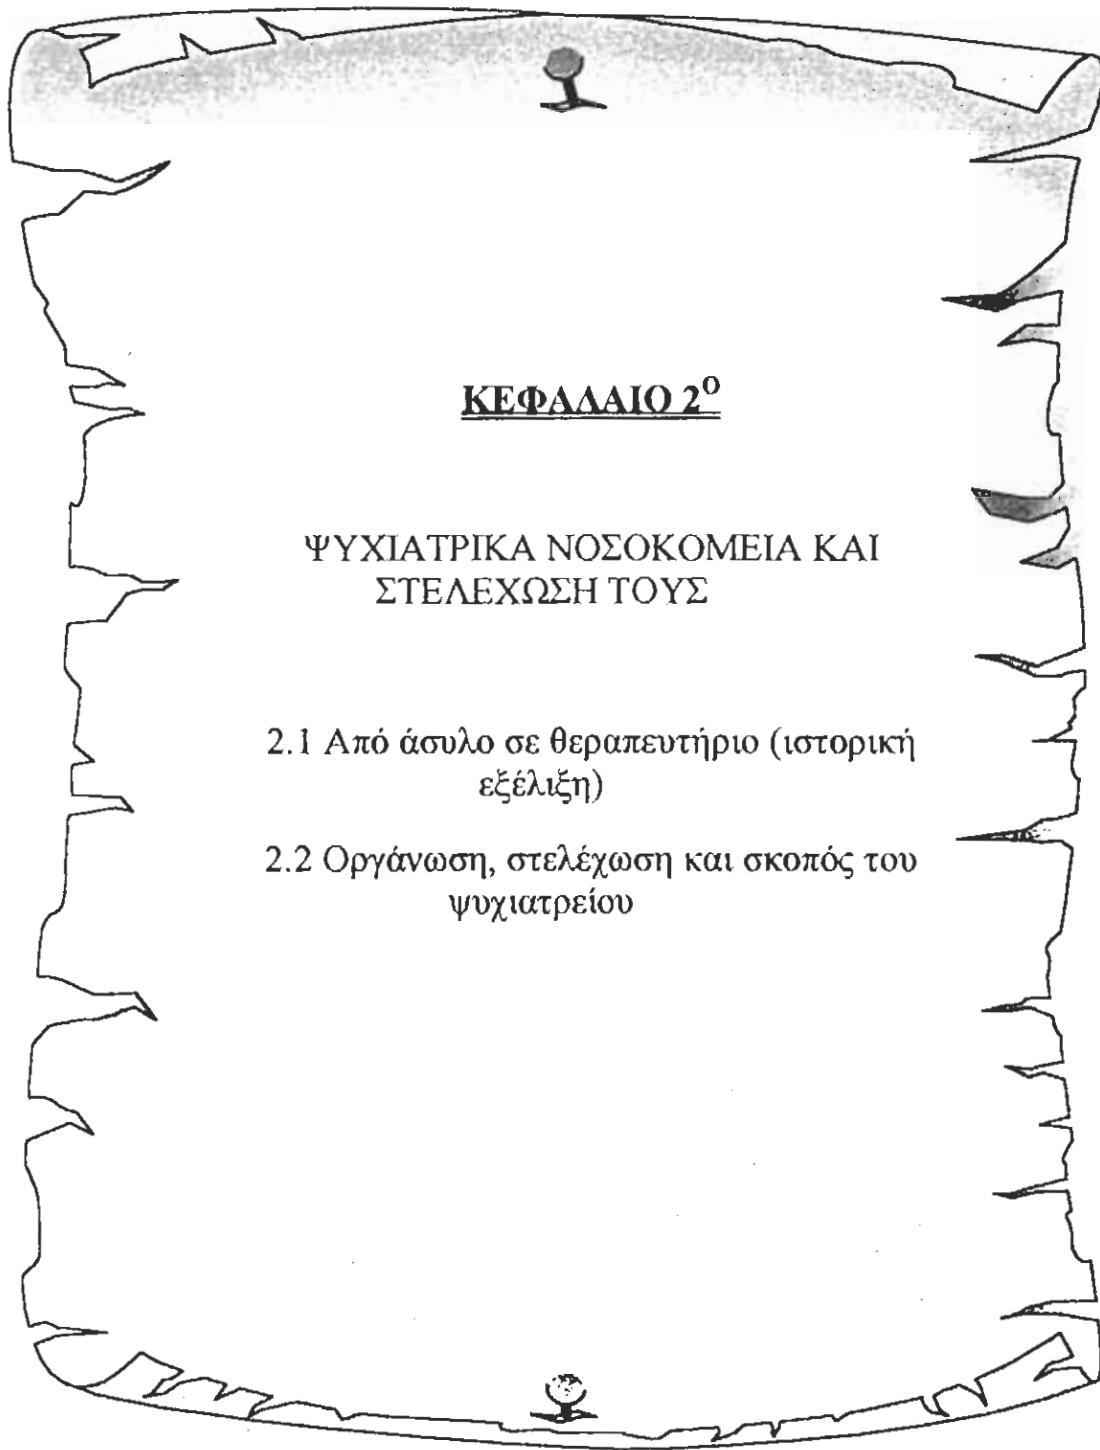 ΚΕΦΑΛΑΙΟ 2Ο
ΨΥΧΙΑΤΡΙΚΑ ΝΟΣΟΚΟΜΕΙΑ ΚΑΙ
ΣΤΕΛΕΧΩΣΗ ΤΟΥΣ
2.1 Από άσυλο σε θεραπευτήριο (ιστορική
εξέλιξη)
2.2 Οργάνωση, στελέχωση και σκοπός του
ψυχιατρείου